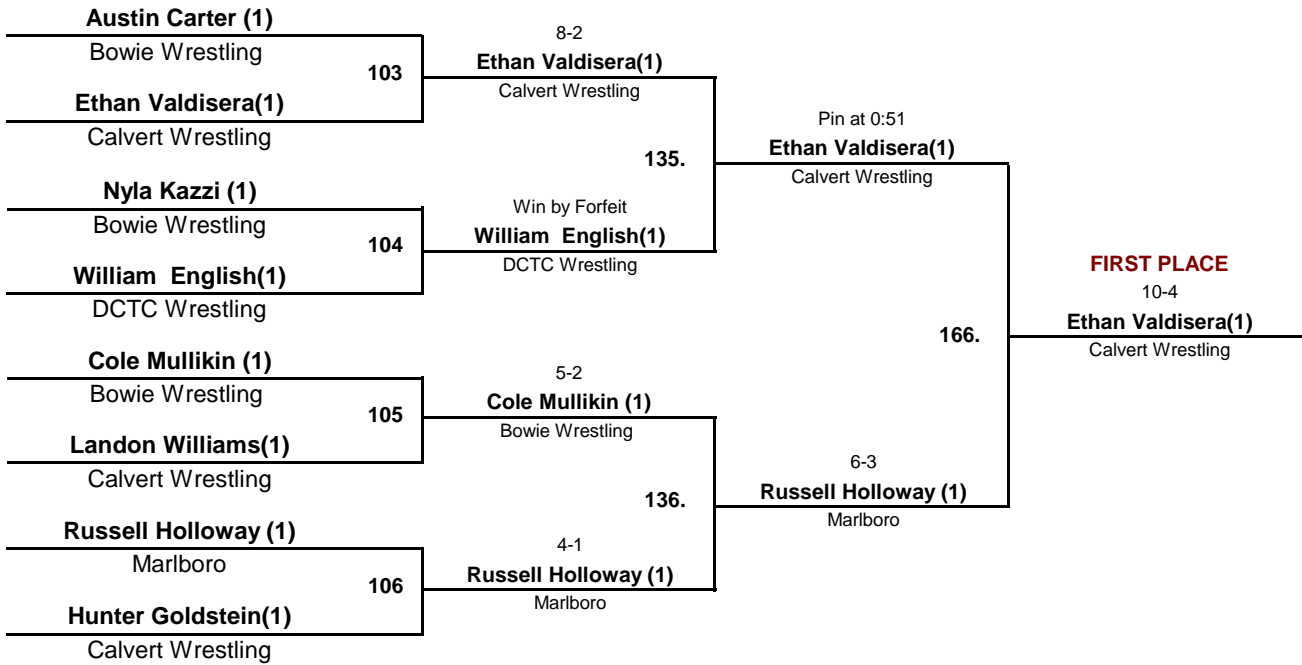 Austin Carter (1)
Bowie Wrestling
103
Ethan Valdisera(1)
Calvert Wrestling
Nyla Kazzi (1)
Bowie Wrestling
104
William  English(1)
DCTC Wrestling
Cole Mullikin (1)
Bowie Wrestling
105
Landon Williams(1)
Calvert Wrestling
Russell Holloway (1)
Marlboro
106
Hunter Goldstein(1)
Calvert Wrestling
8-2
Ethan Valdisera(1)
Calvert Wrestling
135.
Win by Forfeit
William  English(1)
DCTC Wrestling
5-2
Cole Mullikin (1)
Bowie Wrestling
136.
4-1
Russell Holloway (1)
Marlboro
Pin at 0:51
Ethan Valdisera(1)
Calvert Wrestling
166.
6-3
Russell Holloway (1)
Marlboro
FIRST PLACE
10-4
Ethan Valdisera(1)
Calvert Wrestling